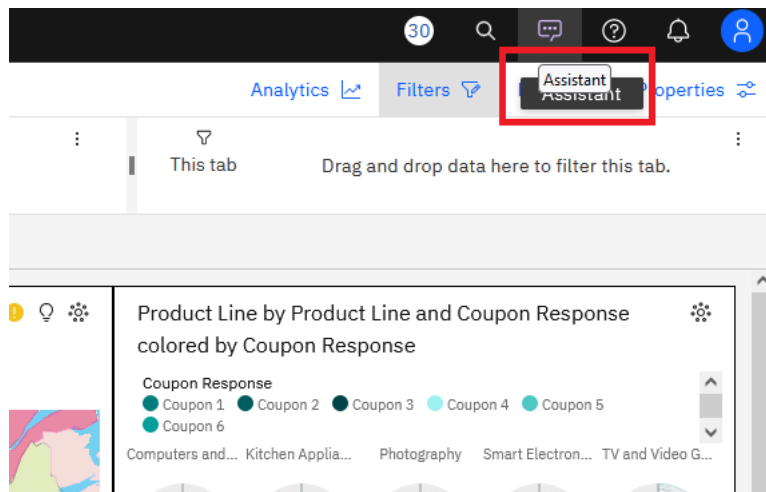 30
Analytics Filters
Assistant
Assistant
roperties
This tab
Drag and drop data here to filter this tab.
Product Line by Product Line and Coupon Response
colored by Coupon Response
Coupon Response
Coupon 1 Coupon 2 Coupon 3 Coupon 4 Coupon 5
Coupon 6
Computers and... Kitchen Applia... Photography Smart Electron... TV and Video G...